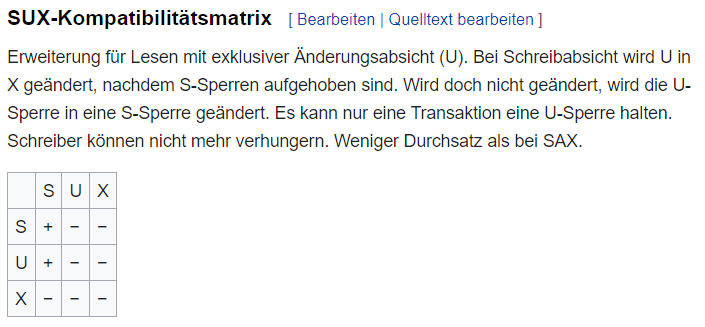 SUX-Kompatibilitätsmatrix [ Bearbeiten | Quelltext bearbeiten ]
Erweiterung für Lesen mit exklusiver Änderungsabsicht (U). Bei Schreibabsicht wird U in
X geändert, nachdem S-Sperren aufgehoben sind. Wird doch nicht geändert, wird die U-
Sperre in eine S-Sperre geändert. Es kann nur eine Transaktion eine U-Sperre halten.
Schreiber können nicht mehr verhungern. Weniger Durchsatz als bei SAX.
S U X
S + − −
U + − −
X − − −